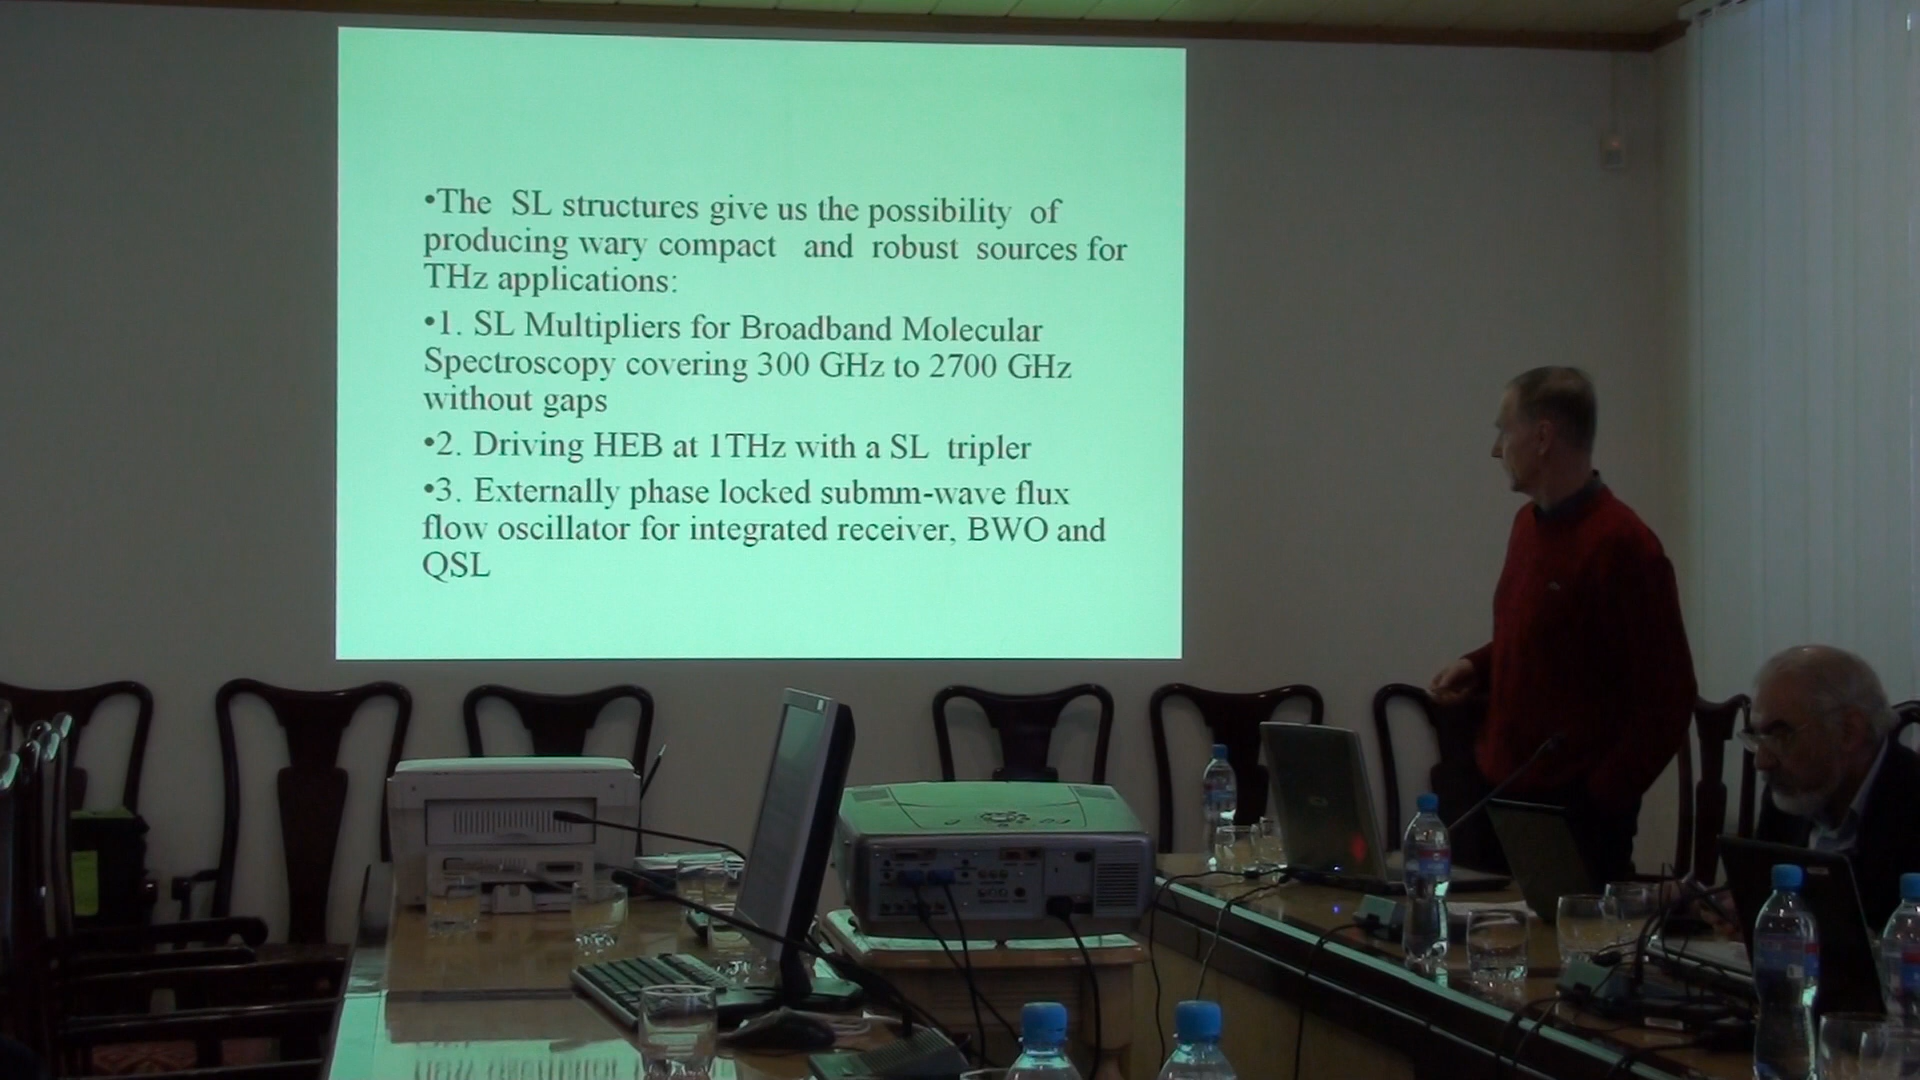 •The SL structures give us the possibility of
producing wary compact and robust sources for
THz applications:
•1. SL Multipliers for Broadband Molecular
Spectroscopy covering 300 GHz to 2700 GHz
without gaps
•2. Driving HEB at 1THz with a SL tripler
•3. Externally phase locked submm-wave flux
flow oscillator for integrated receiver, BWO and
QSL